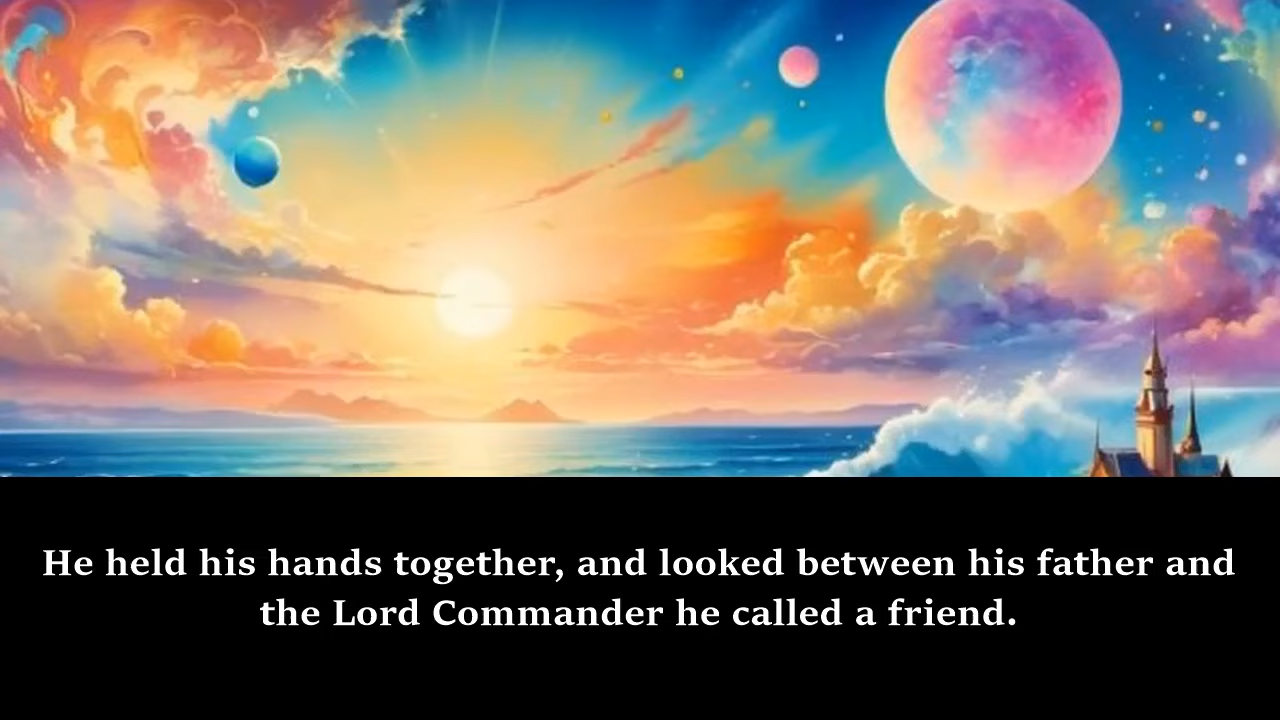 He held his hands together, and looked between his father and
the Lord Commander he called a friend.